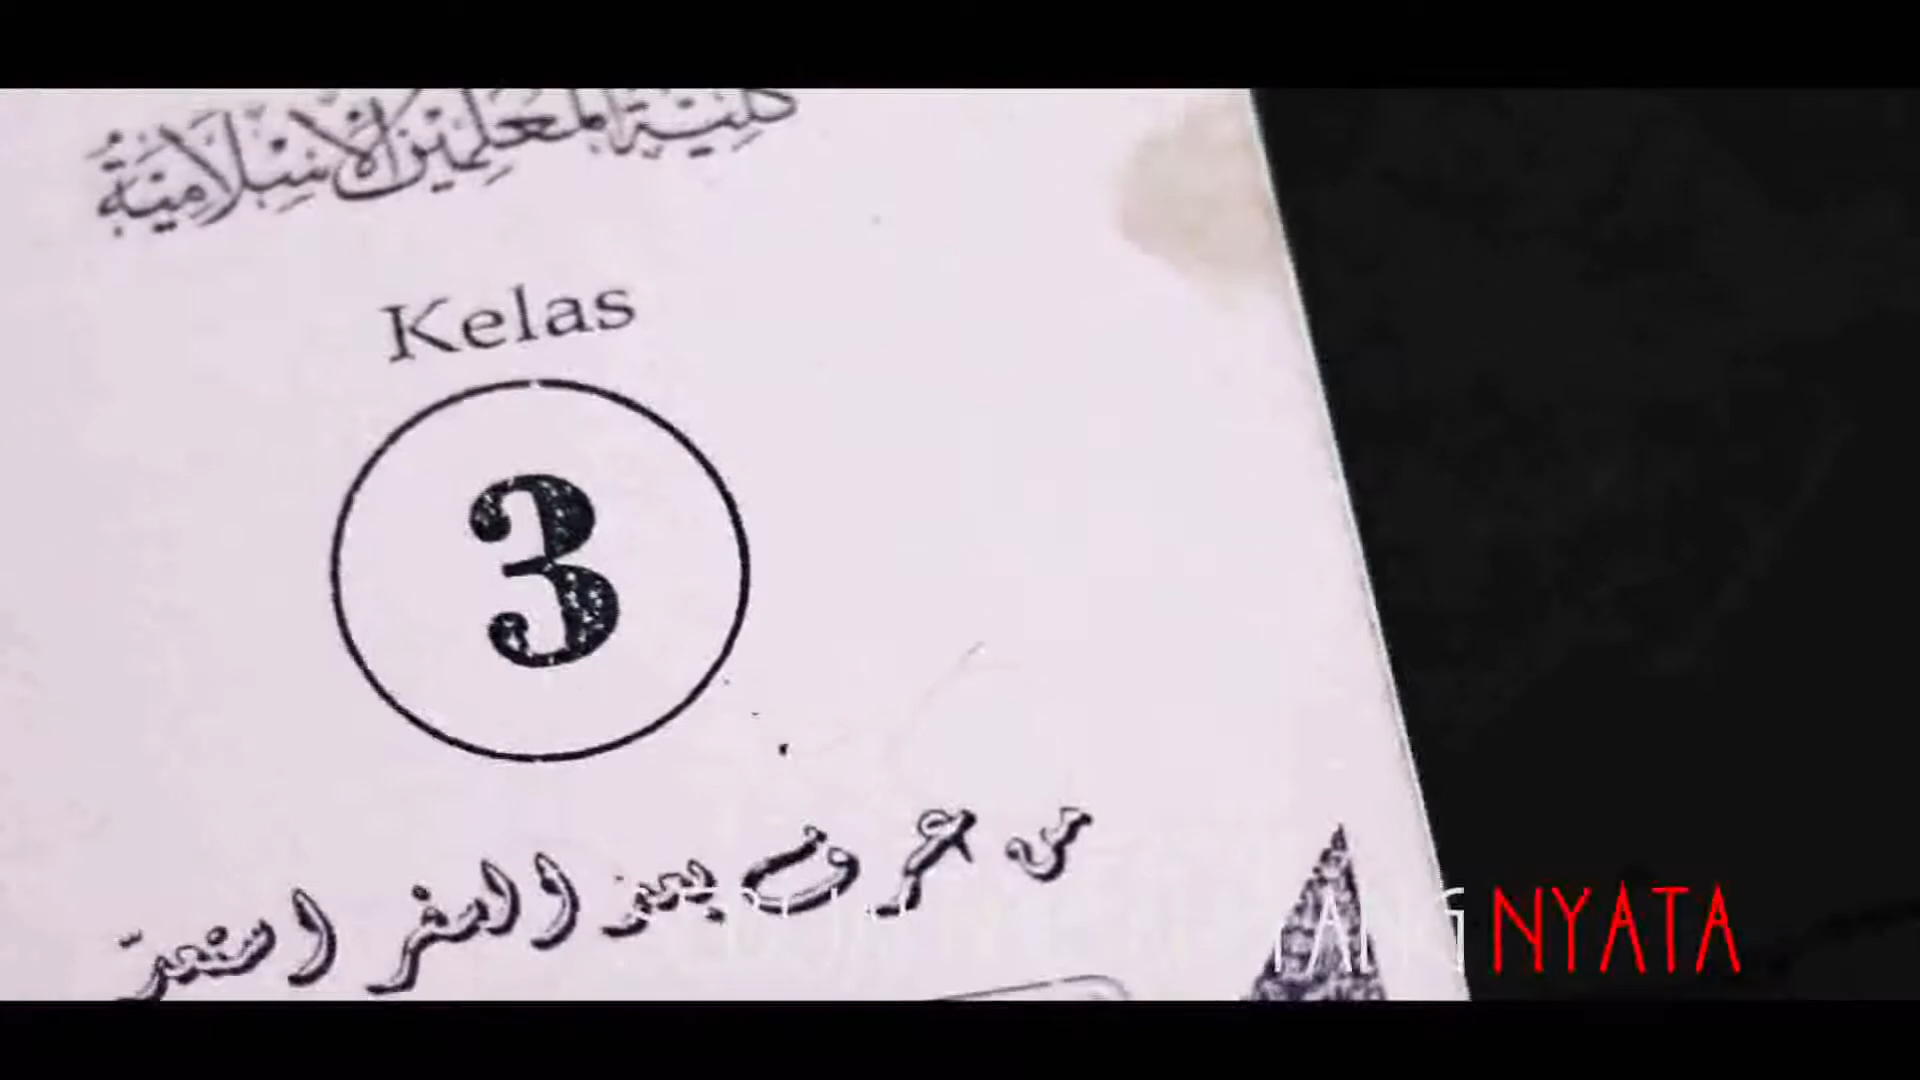 كلية المعلمين الإسلامية
Kelas
3
من عرف بعد السفر استعد
NYATA